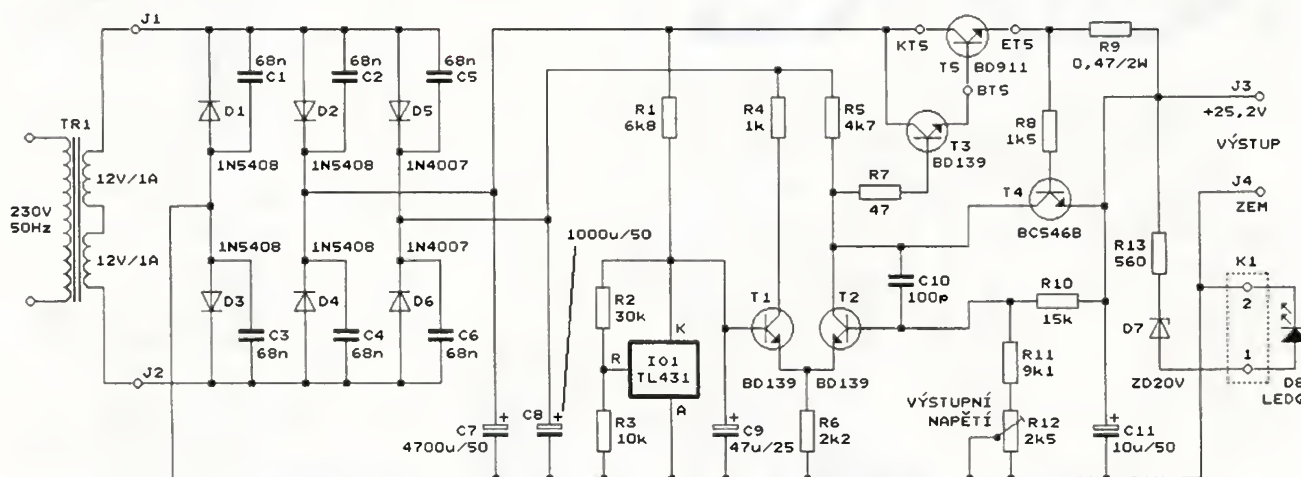 J1
TR1
230V
50Hz
12V/1A
12V/1A
J2
68n
C1
D1
1N5408
68n
C2
D2
1N5408
68n
C5
D5
1N4007
1N5408
D3
C3
68n
1N5408
D4
C4
68n
1N4007
D6
C6
68n
1000u/50
C7
4700u/50
C8
R1
6k8
R2
30k
R
K
IO1
TL431
A
R3
10k
C9
47u/25
R4
1k
R5
4k7
T1
BD139
T2
BD139
R6
2k2
R7
47
T3
BD139
KT5
ET5
T5
BD911
BT5
R9
0,47/2W
R8
1k5
T4
BC546B
C10
100p
R10
15k
R11
9k1
VÝSTUPNÍ
NAPĚTÍ
R12
2k5
C11
10u/50
J3
+25,2V
VÝSTUP
J4
ZEM
R13
560
D7
ZD20V
K1
2
1
D8